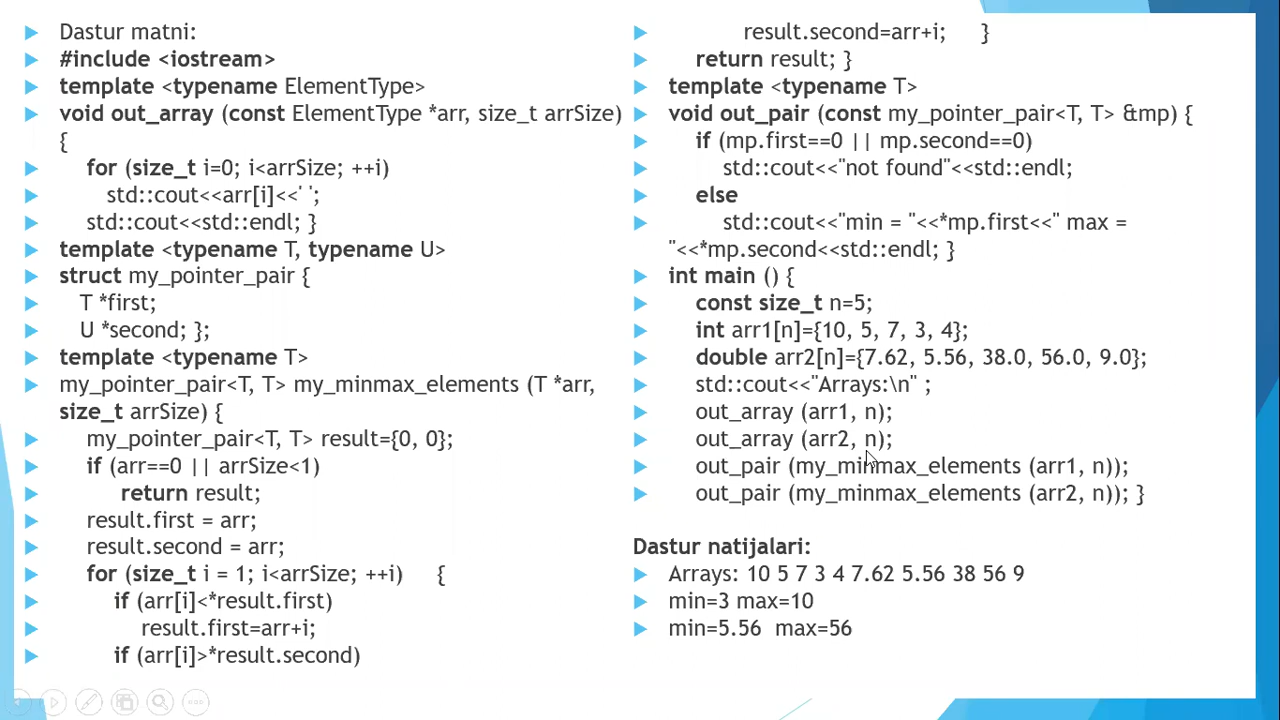 Dastur matni:
#include <iostream>
template <typename ElementType>
void out_array (const ElementType *arr, size_t arrSize)
{
for (size_t i=0; i<arrSize; ++i)
std::cout<<arr[i]<<' ';
std::cout<<std::endl; }
template <typename T, typename U>
struct my_pointer_pair {
T *first;
U *second; };
template <typename T>
my_pointer_pair<T, T> my_minmax_elements (T *arr,
size_t arrSize) {
my_pointer_pair<T, T> result={0, 0};
if (arr==0 || arrSize<1)
return result;
result.first = arr;
result.second = arr;
for (size_t i = 1; i<arrSize; ++i) {
if (arr[i]<*result.first)
result.first=arr+i;
if (arr[i]>*result.second)
result.second=arr+i; }
return result; }
template <typename T>
void out_pair (const my_pointer_pair<T, T> &mp) {
if (mp.first==0 || mp.second==0)
std::cout<<"not found"<<std::endl;
else
std::cout<<"min = "<<*mp.first<<" max =
"<<*mp.second<<std::endl; }
int main () {
const size_t n=5;
int arr1[n]={10, 5, 7, 3, 4};
double arr2[n]={7.62, 5.56, 38.0, 56.0, 9.0};
std::cout<<"Arrays:\n" ;
out_array (arr1, n);
out_array (arr2, n);
out_pair (my_minmax_elements (arr1, n));
out_pair (my_minmax_elements (arr2, n)); }
Dastur natijalari:
Arrays: 10 5 7 3 4 7.62 5.56 38 56 9
min=3 max=10
min=5.56 max=56